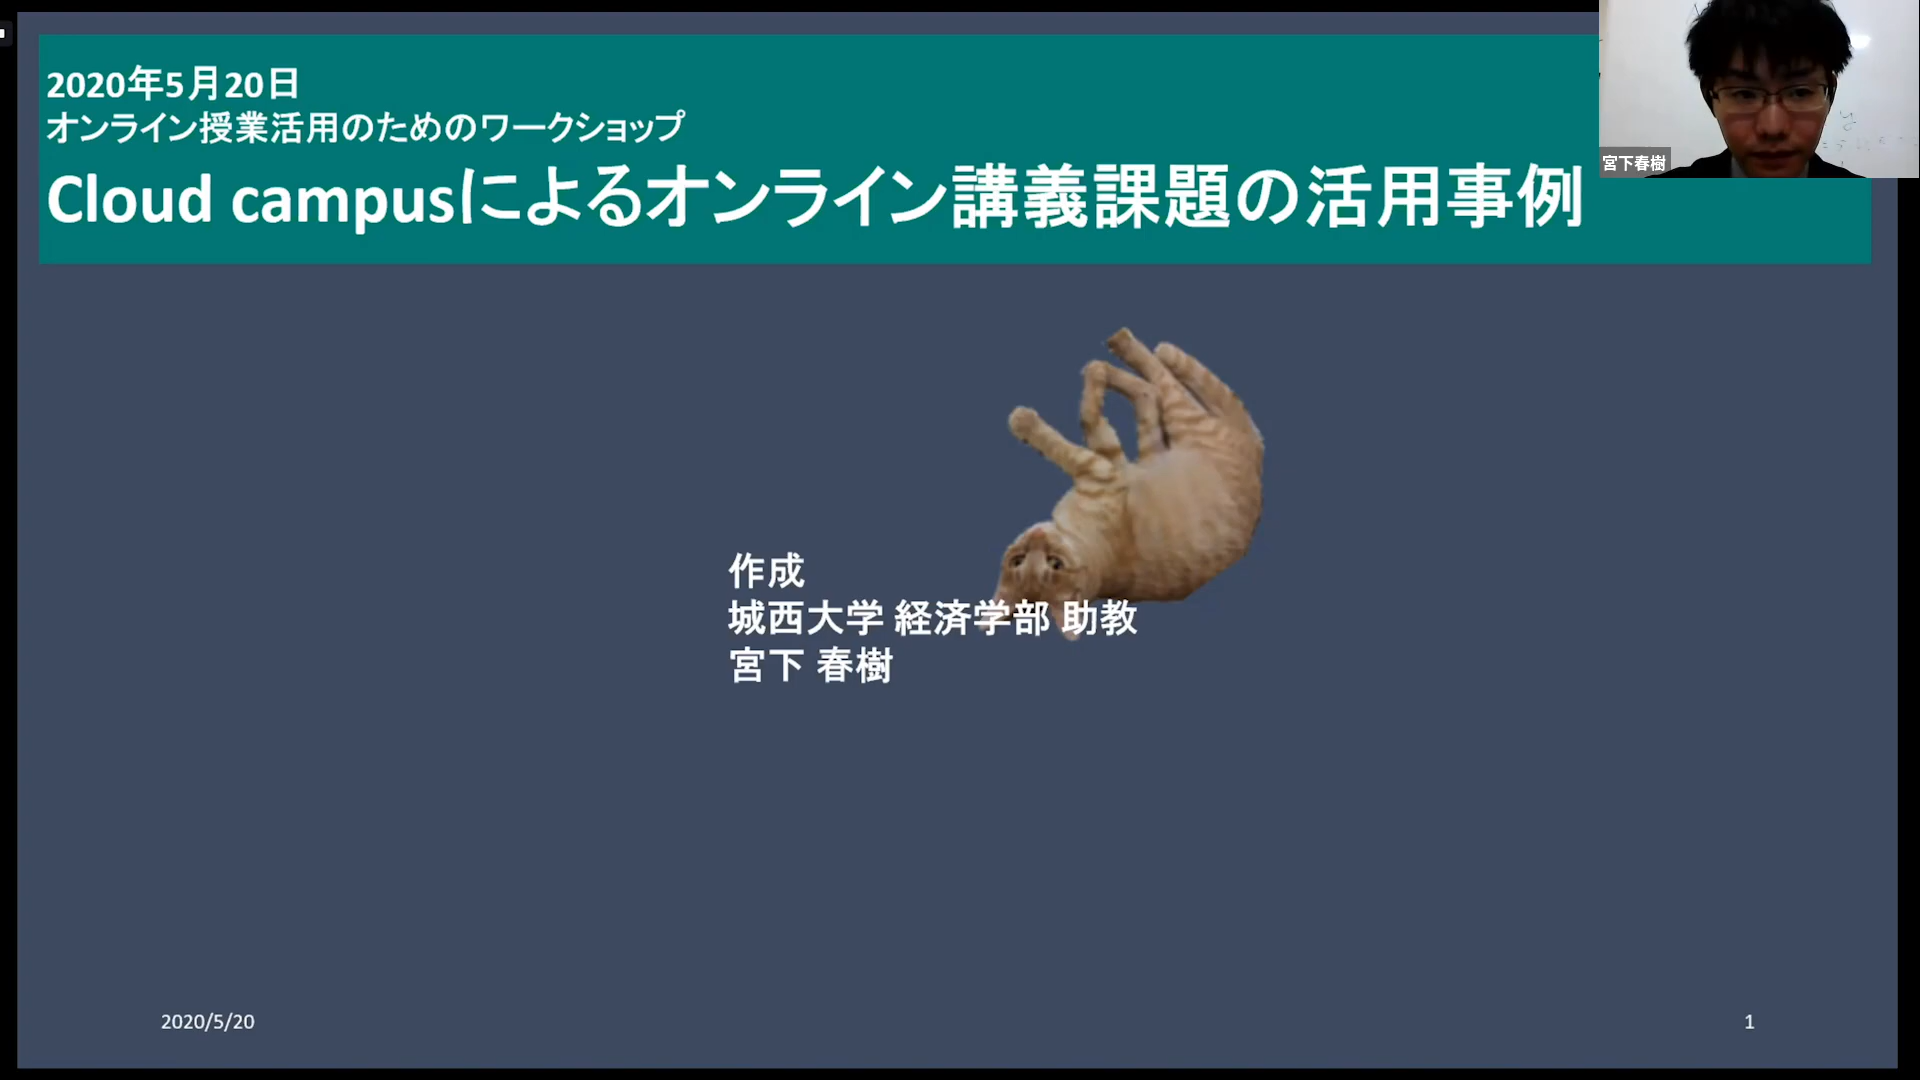 2020年5月20日
オンライン授業活用のためのワークショップ
Cloud campusによるオンライン講義課題の活用事例
宮下春樹
作成
城西大学 経済学部 助教
宮下 春樹
2020/5/20
1